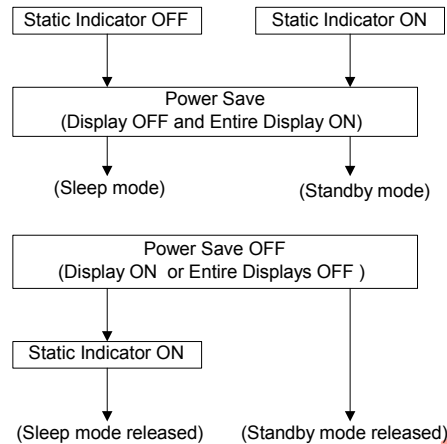 Static Indicator OFF
Static Indicator ON
Power Save
(Display OFF and Entire Display ON)
(Sleep mode)
(Standby mode)
Power Save OFF
(Display ON or Entire Displays OFF )
Static Indicator ON
(Sleep mode released)
(Standby mode released)